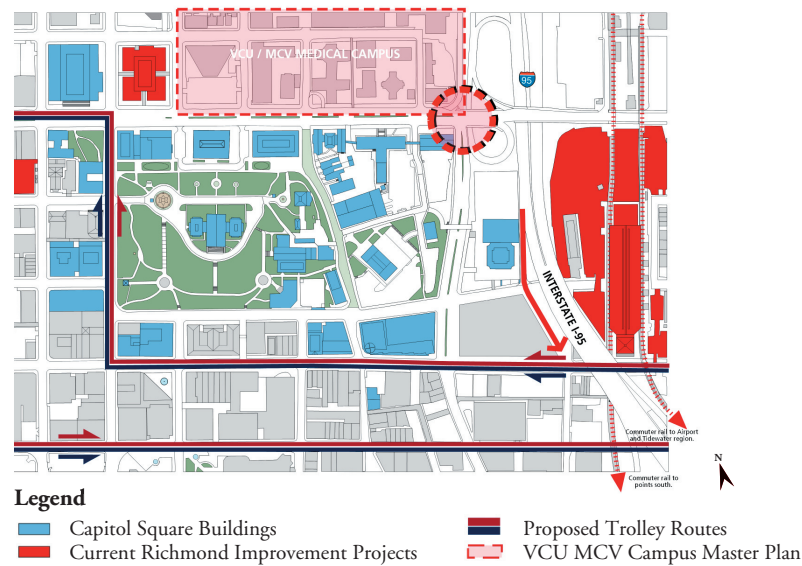 VCU / MCV MEDICAL CAMPUS
95
INTERSTATE I-95
Commuter rail to Airport
and Tidewater region.
Commuter rail to
points south.
N
Legend
Capitol Square Buildings
Current Richmond Improvement Projects
Proposed Trolley Routes
VCU MCV Campus Master Plan